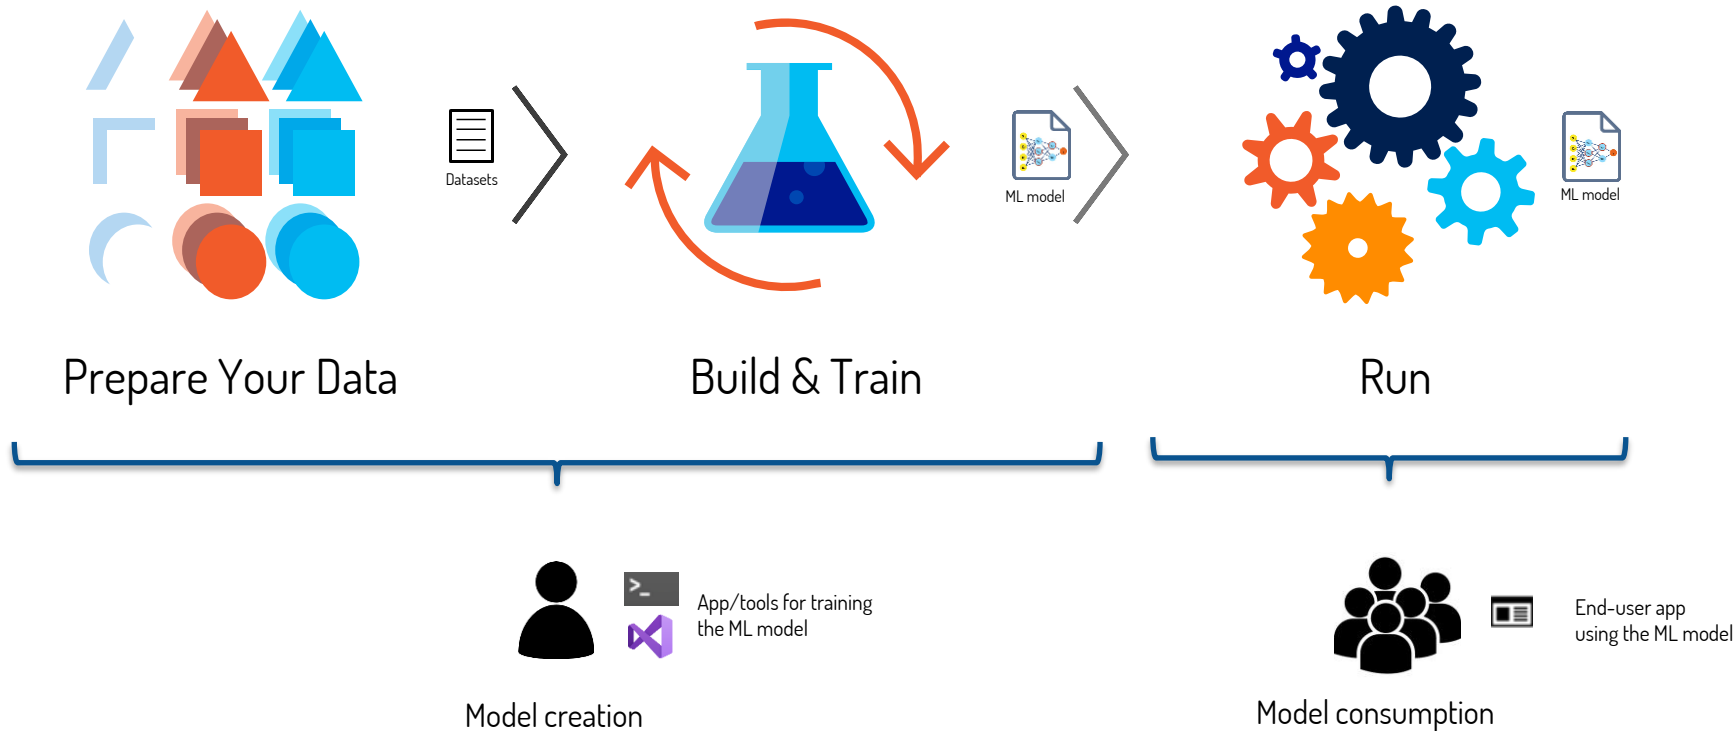 Datasets
ML model
ML model
Prepare Your Data
Build & Train
Run
>_
App/tools for training
the ML model
End-user app
using the ML model
Model creation
Model consumption